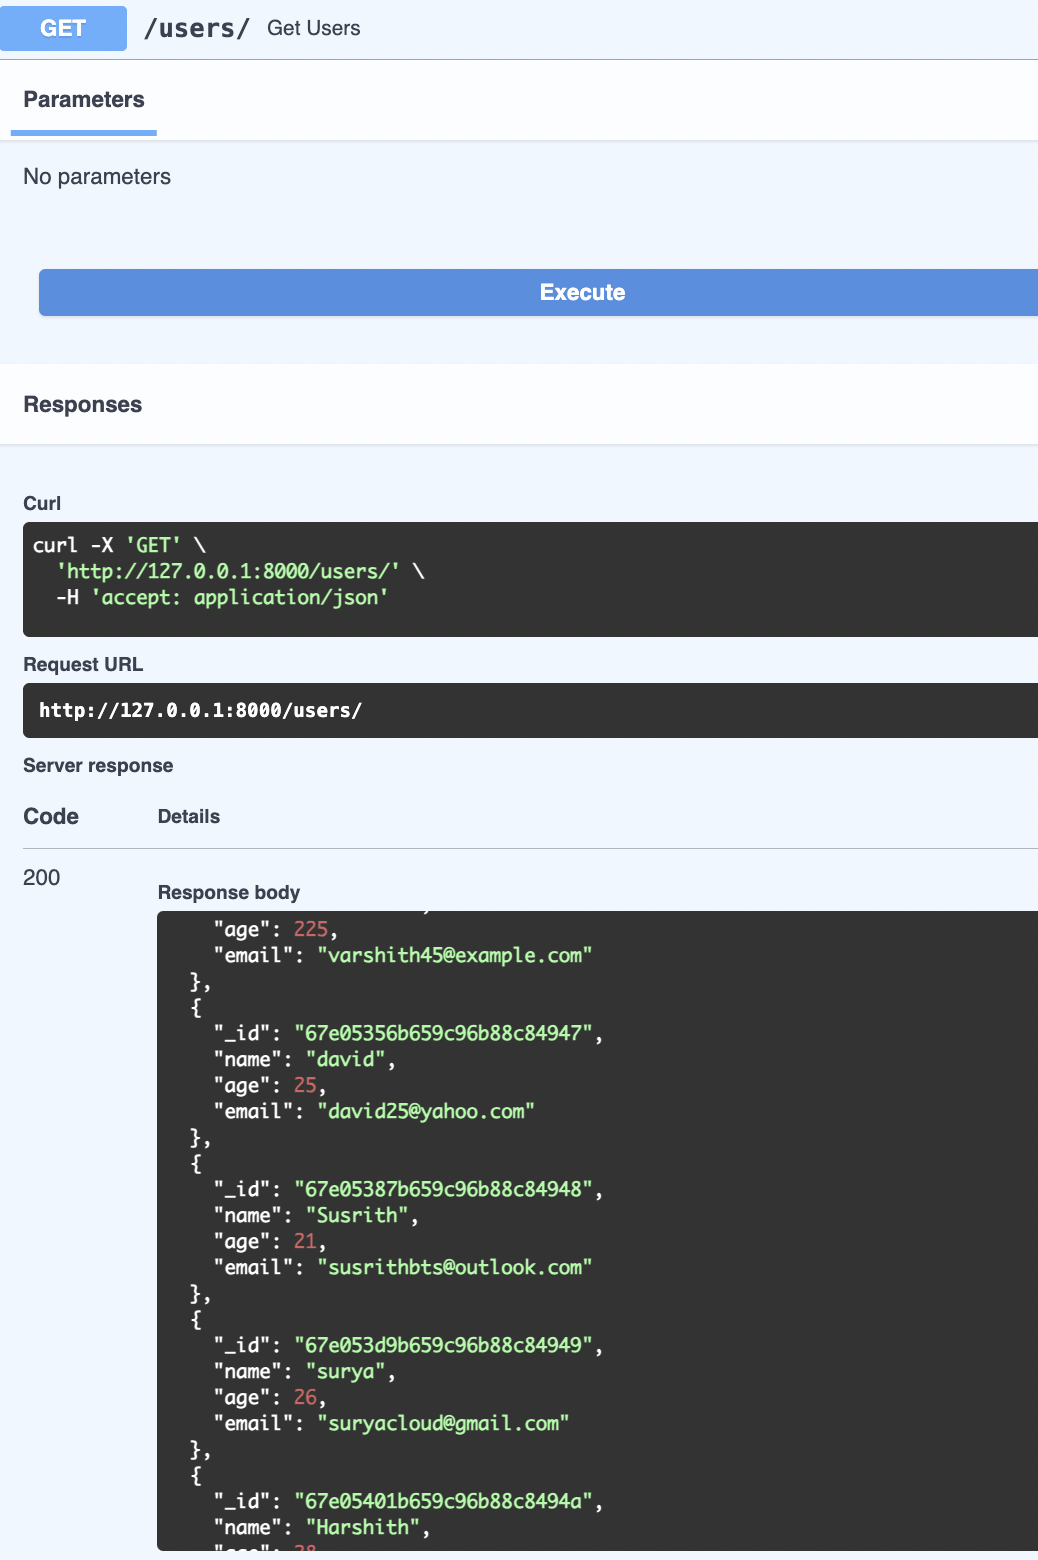 GET /users/ Get Users
Parameters
No parameters
Execute
Responses
Curl
curl -X 'GET' \
  'http://127.0.0.1:8000/users/' \
  -H 'accept: application/json'
Request URL
http://127.0.0.1:8000/users/
Server response
Code Details
200
Response body
    "age": 225,
    "email": "varshith45@example.com"
  },
  {
    "_id": "67e05356b659c96b88c84947",
    "name": "david",
    "age": 25,
    "email": "david25@yahoo.com"
  },
  {
    "_id": "67e05387b659c96b88c84948",
    "name": "Susrith",
    "age": 21,
    "email": "susrithbts@outlook.com"
  },
  {
    "_id": "67e053d9b659c96b88c84949",
    "name": "surya",
    "age": 26,
    "email": "suryacloud@gmail.com"
  },
  {
    "_id": "67e05401b659c96b88c8494a",
    "name": "Harshith",